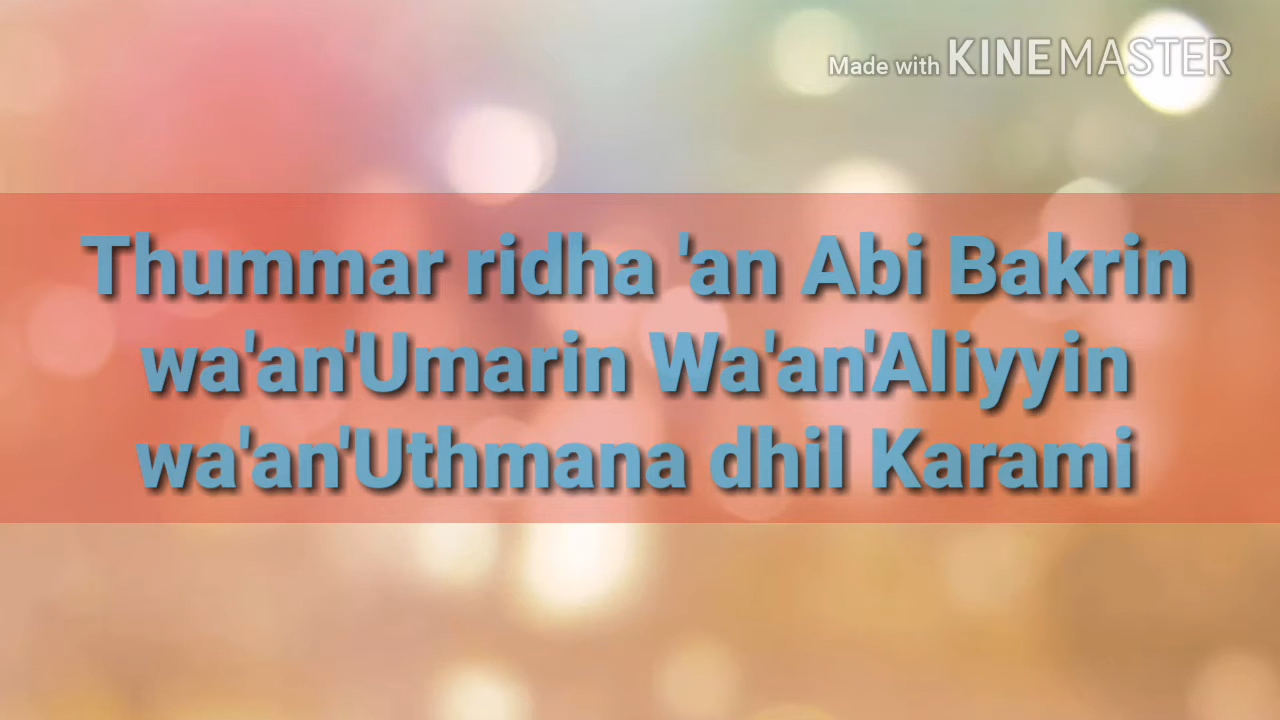 Made with KINEMASTER
Thummar ridha 'an Abi Bakrin
wa'an'Umarin Wa'an'Aliyyin
wa'an'Uthmana dhil Karami